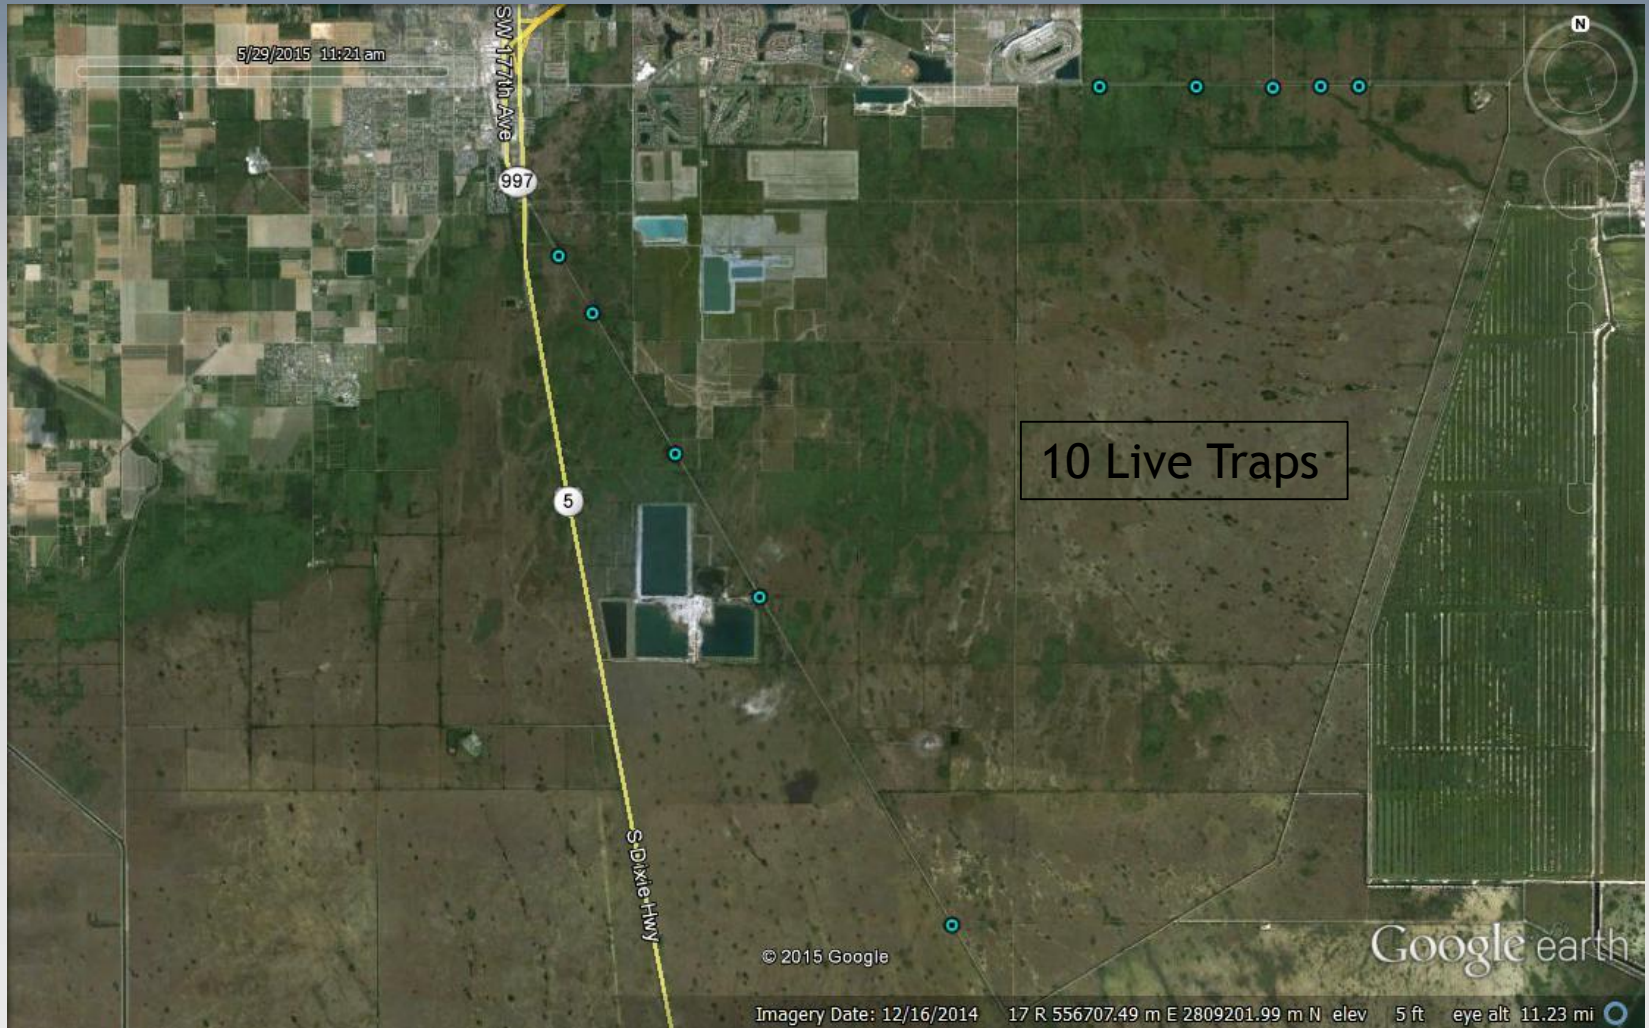 SW 177th Ave
5/29/2015 11:21 am
N
997
10 Live Traps
5
S Dixie Hwy
© 2015 Google
Google earth
Imagery Date: 12/16/2014 17 R 556707.49 m E 2809201.99 m N elev 5 ft eye alt 11.23 mi